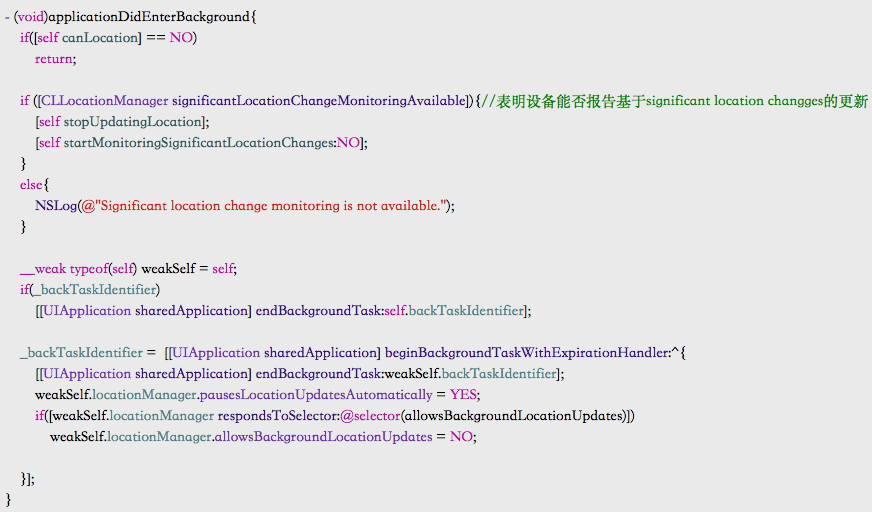 - (void)applicationDidEnterBackground{
if([self canLocation] == NO)
return;
if ([CLLocationManager significantLocationChangeMonitoringAvailable]){//表明设备能否报告基于significant location changges的更新
[self stopUpdatingLocation];
[self startMonitoringSignificantLocationChanges:NO];
}
else{
NSLog(@"Significant location change monitoring is not available.");
}
__weak typeof(self) weakSelf = self;
if(_backTaskIdentifier)
[[UIApplication sharedApplication] endBackgroundTask:self.backTaskIdentifier];
_backTaskIdentifier = [[UIApplication sharedApplication] beginBackgroundTaskWithExpirationHandler:^{
[[UIApplication sharedApplication] endBackgroundTask:weakSelf.backTaskIdentifier];
weakSelf.locationManager.pausesLocationUpdatesAutomatically = YES;
if([weakSelf.locationManager respondsToSelector:@selector(allowsBackgroundLocationUpdates)])
weakSelf.locationManager.allowsBackgroundLocationUpdates = NO;
}];
}